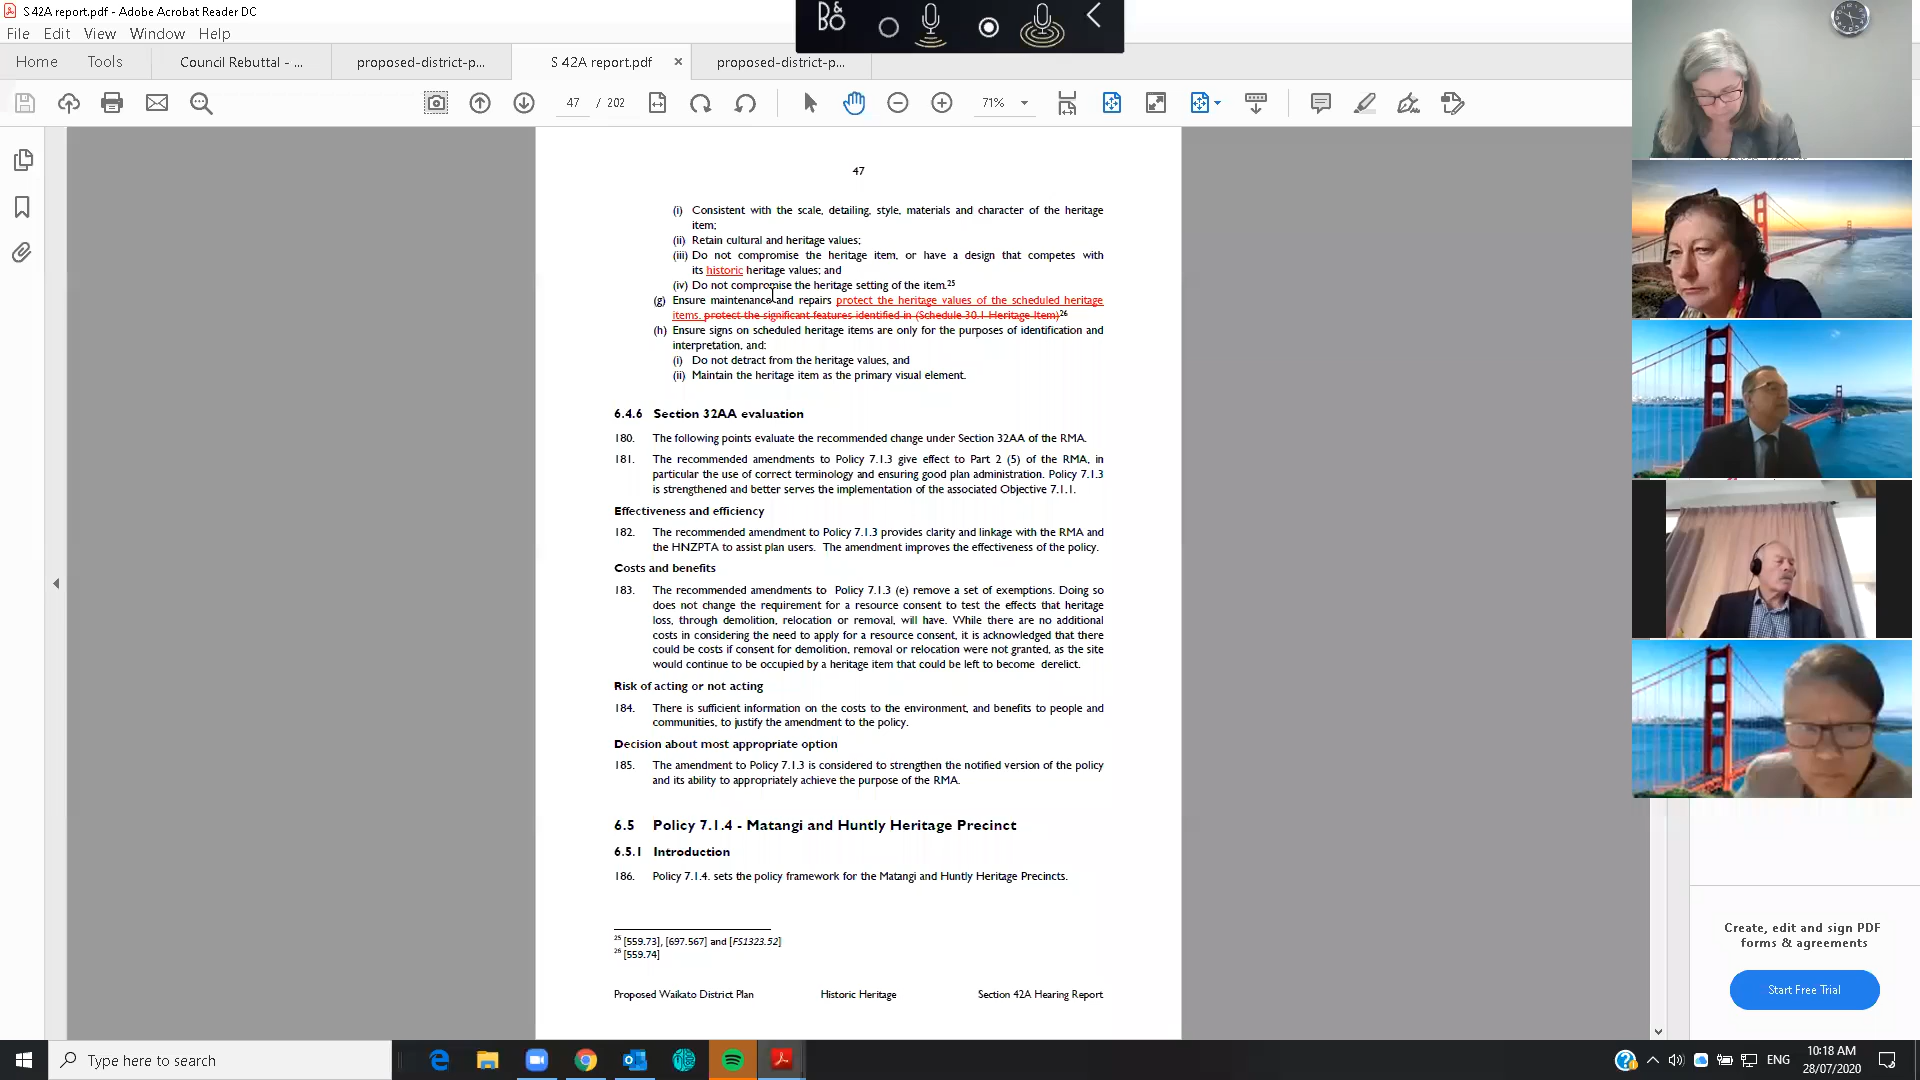 S 42A report.pdf - Adobe Acrobat Reader DC
File Edit View Window Help
Home Tools Council Rebuttal - ... proposed-district-p... S 42A report.pdf × proposed-district-p...
47 / 202 71%
B&O
47
(i) Consistent with the scale, detailing, style, materials and character of the heritage
item;
(ii) Retain cultural and heritage values;
(iii) Do not compromise the heritage item, or have a design that competes with
its historic heritage values; and
(iv) Do not compromise the heritage setting of the item.25
(g) Ensure maintenance and repairs protect the heritage values of the scheduled heritage
items. protect the significant features identified in (Schedule 30.1 Heritage Item)26
(h) Ensure signs on scheduled heritage items are only for the purposes of identification and
interpretation, and:
(i) Do not detract from the heritage values, and
(ii) Maintain the heritage item as the primary visual element.
6.4.6 Section 32AA evaluation
180. The following points evaluate the recommended change under Section 32AA of the RMA.
181. The recommended amendments to Policy 7.1.3 give effect to Part 2 (5) of the RMA, in
particular the use of correct terminology and ensuring good plan administration. Policy 7.1.3
is strengthened and better serves the implementation of the associated Objective 7.1.1.
Effectiveness and efficiency
182. The recommended amendment to Policy 7.1.3 provides clarity and linkage with the RMA and
the HNZPTA to assist plan users. The amendment improves the effectiveness of the policy.
Costs and benefits
183. The recommended amendments to Policy 7.1.3 (e) remove a set of exemptions. Doing so
does not change the requirement for a resource consent to test the effects that heritage
loss, through demolition, relocation or removal, will have. While there are no additional
costs in considering the need to apply for a resource consent, it is acknowledged that there
could be costs if consent for demolition, removal or relocation were not granted, as the site
would continue to be occupied by a heritage item that could be left to become derelict.
Risk of acting or not acting
184. There is sufficient information on the costs to the environment, and benefits to people and
communities, to justify the amendment to the policy.
Decision about most appropriate option
185. The amendment to Policy 7.1.3 is considered to strengthen the notified version of the policy
and its ability to appropriately achieve the purpose of the RMA.
6.5 Policy 7.1.4 - Matangi and Huntly Heritage Precinct
6.5.1 Introduction
186. Policy 7.1.4. sets the policy framework for the Matangi and Huntly Heritage Precincts.
25 [559.73], [697.567] and [FS1323.52]
26 [559.74]
Proposed Waikato District Plan Historic Heritage Section 42A Hearing Report
Create, edit and sign PDF
forms & agreements
Start Free Trial
Type here to search
ENG
10:18 AM
28/07/2020